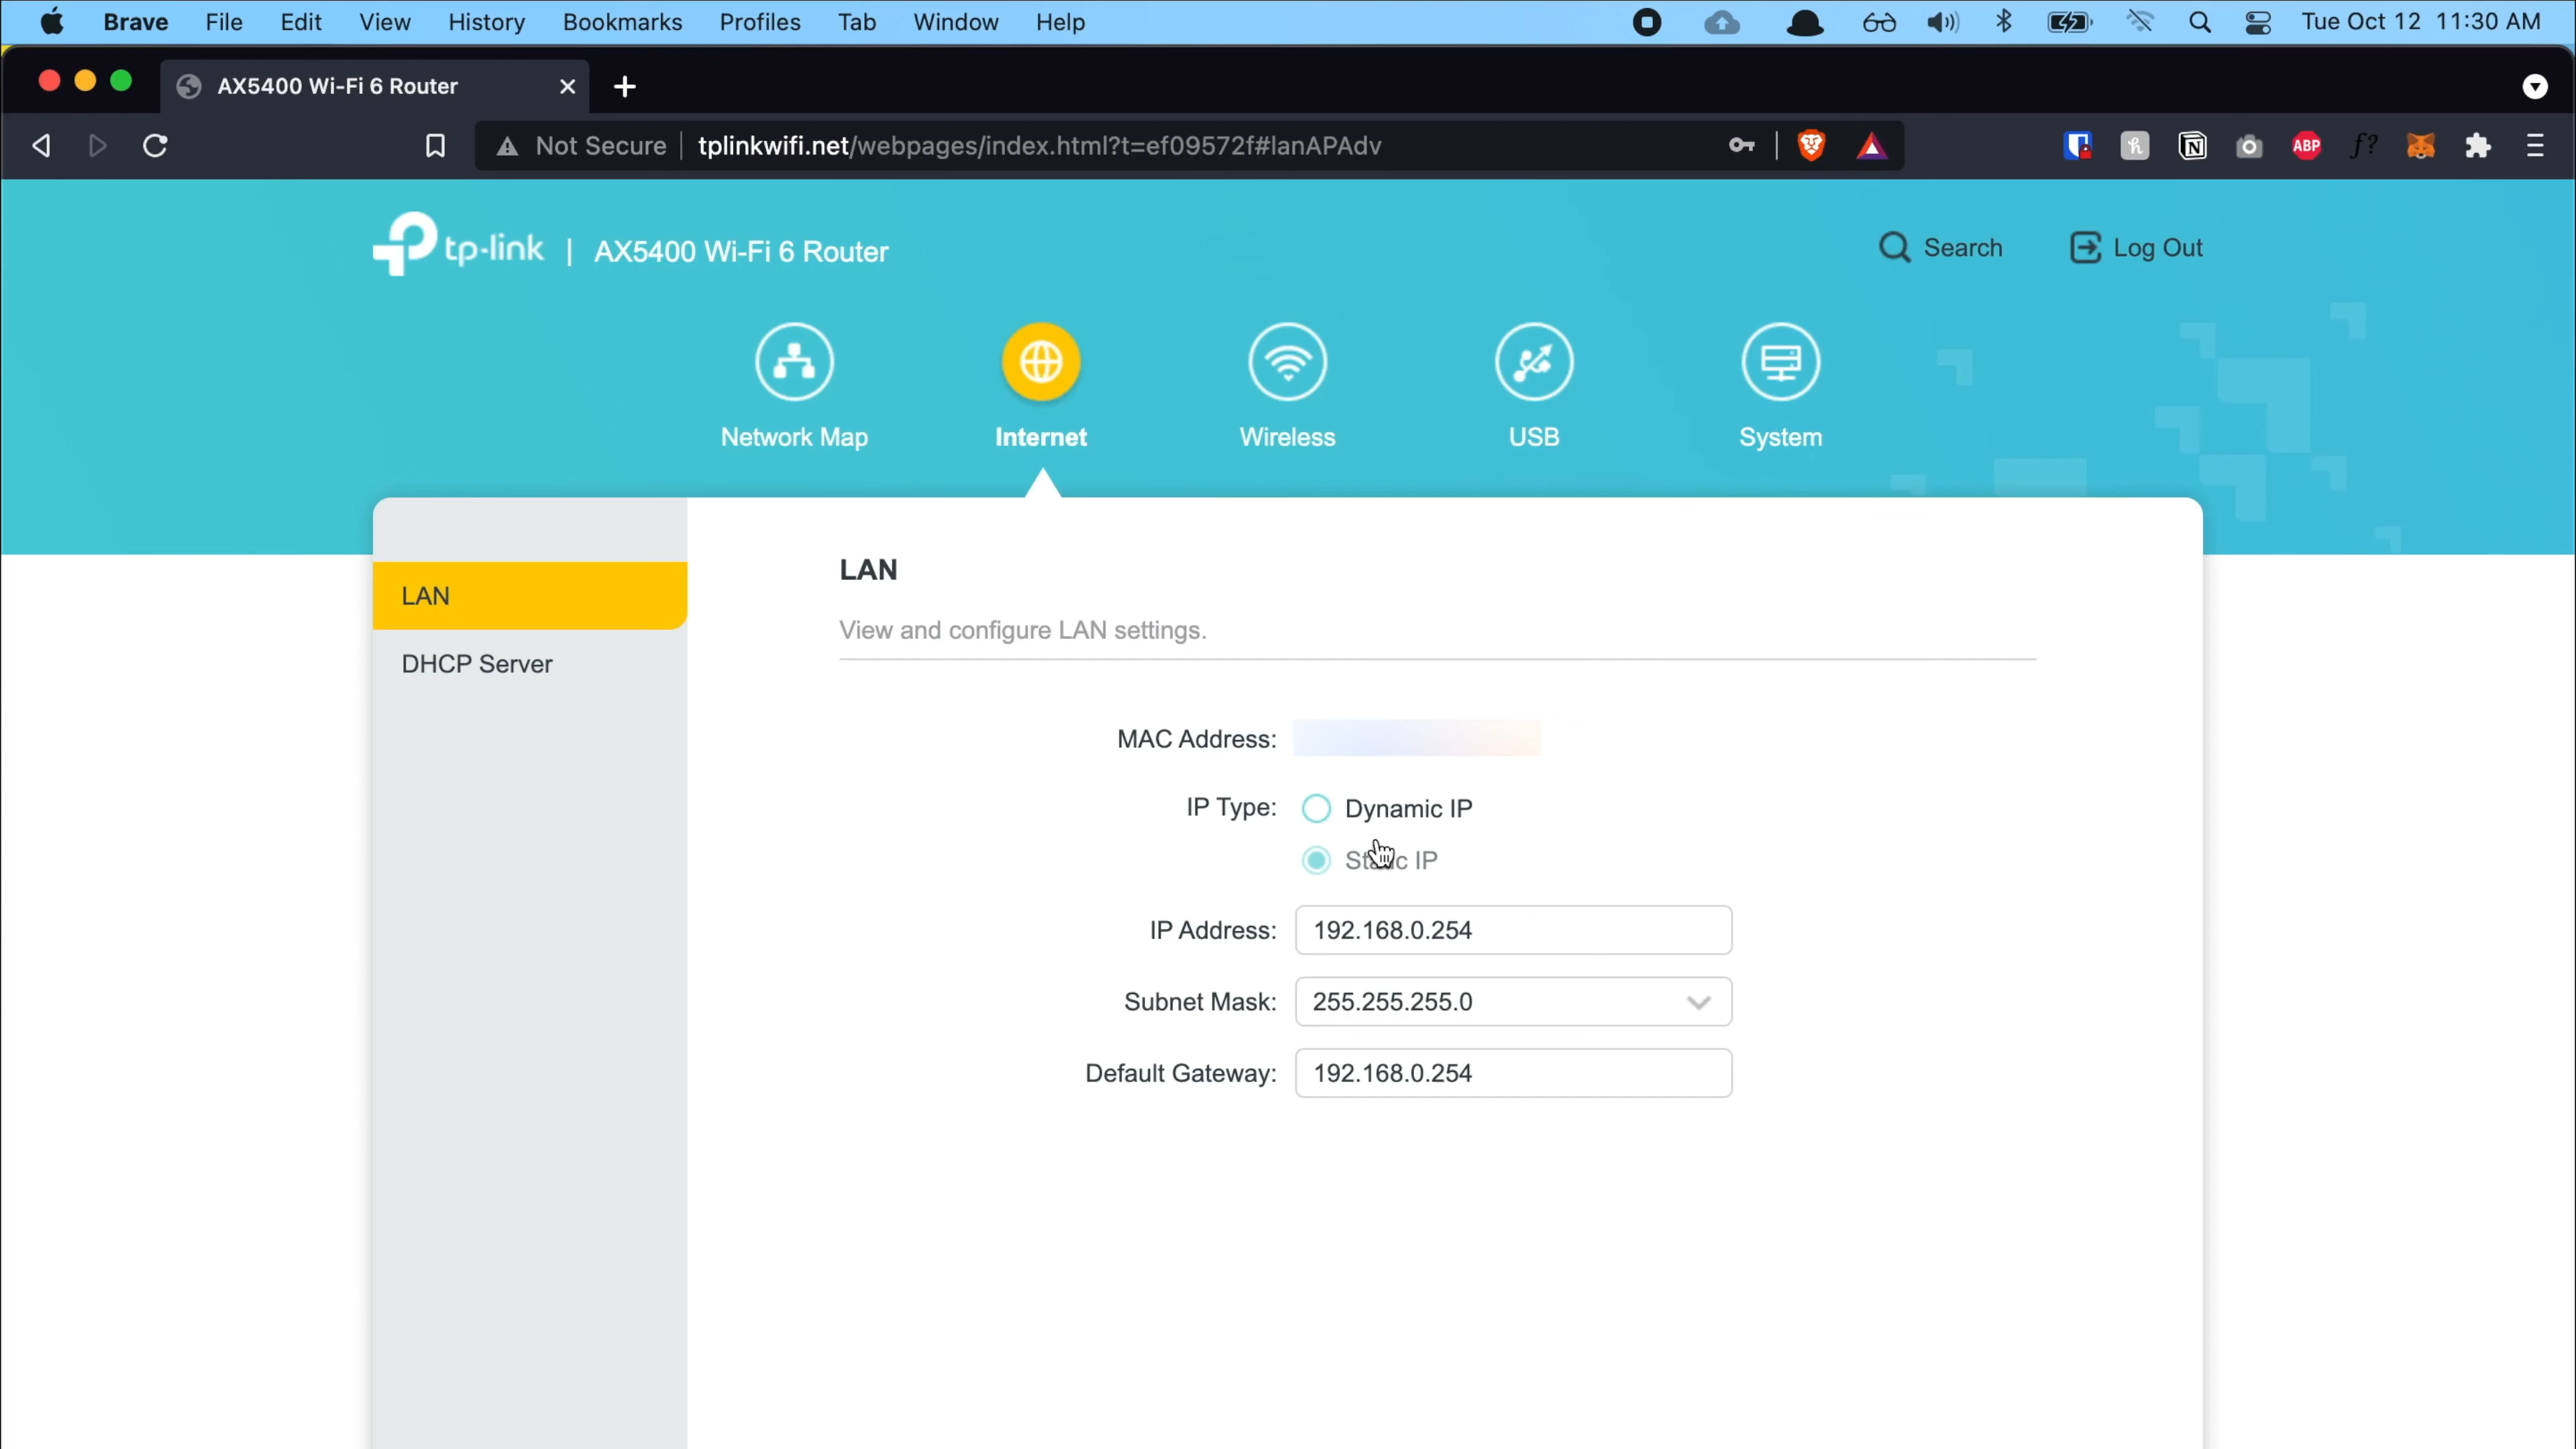 Brave File Edit View History Bookmarks Profiles Tab Window Help Tue Oct 12 11:30 AM
AX5400 Wi-Fi 6 Router
Not Secure tplinkwifi.net/webpages/index.html?t=ef09572f#lanAPAdv ABP f?
tp-link | AX5400 Wi-Fi 6 Router Search Log Out
Network Map Internet Wireless USB System
LAN
DHCP Server
LAN
View and configure LAN settings.
MAC Address:
IP Type: Dynamic IP
Static IP
IP Address: 192.168.0.254
Subnet Mask: 255.255.255.0
Default Gateway: 192.168.0.254